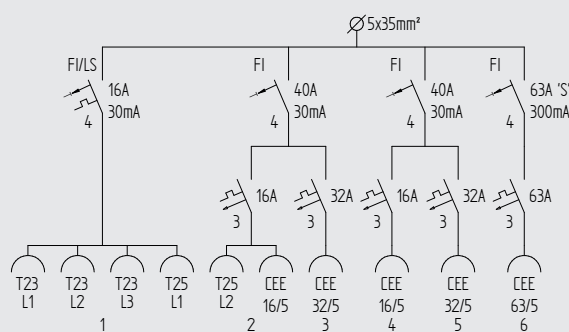 5x35mm²
FI/LS
16A
30mA
4
FI
40A
30mA
4
FI
40A
30mA
4
FI
63A 'S'
300mA
4
16A
3
32A
3
16A
3
32A
3
63A
3
T23
L1
T23
L2
T23
L3
T25
L1
T25
L2
CEE
16/5
CEE
32/5
CEE
16/5
CEE
32/5
CEE
63/5
1
2
3
4
5
6